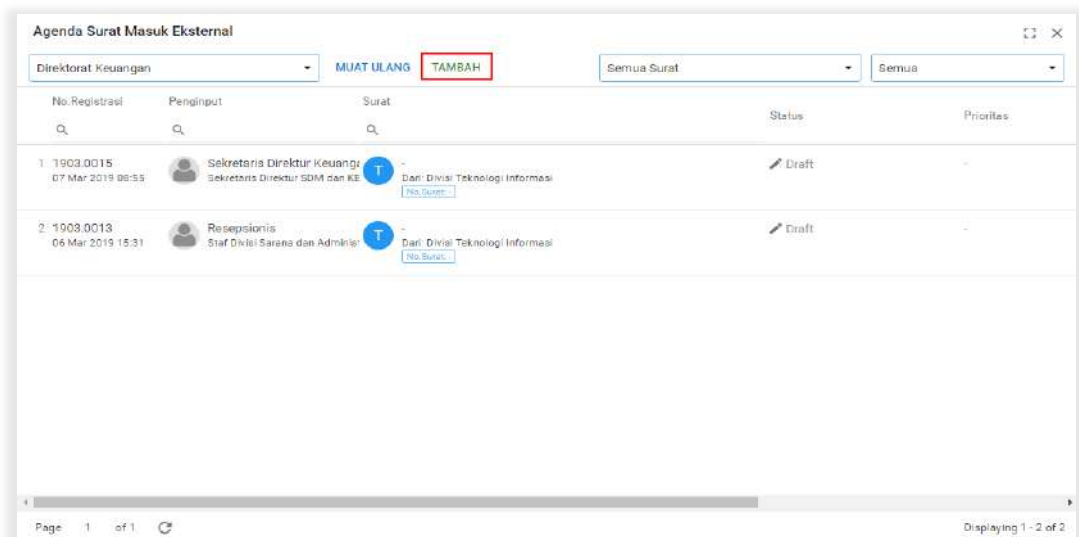 Agenda Surat Masuk Eksternal
Direktorat Keuangan MUAT ULANG TAMBAH Semua Surat Semua
No.Registrasi Penginput Surat Status Prioritas
1 1903.0015 Sekretaris Direktur Keuanga T - Draft -
07 Mar 2019 08:55 Sekretaris Direktur SDM dan KE Dari: Divisi Teknologi Informasi
No.Surat: -
2 1903.0013 Resepsionis T - Draft -
06 Mar 2019 15:31 Staf Divisi Sarana dan Administ Dari: Divisi Teknologi Informasi
No.Surat: -
Page 1 of 1 Displaying 1 - 2 of 2